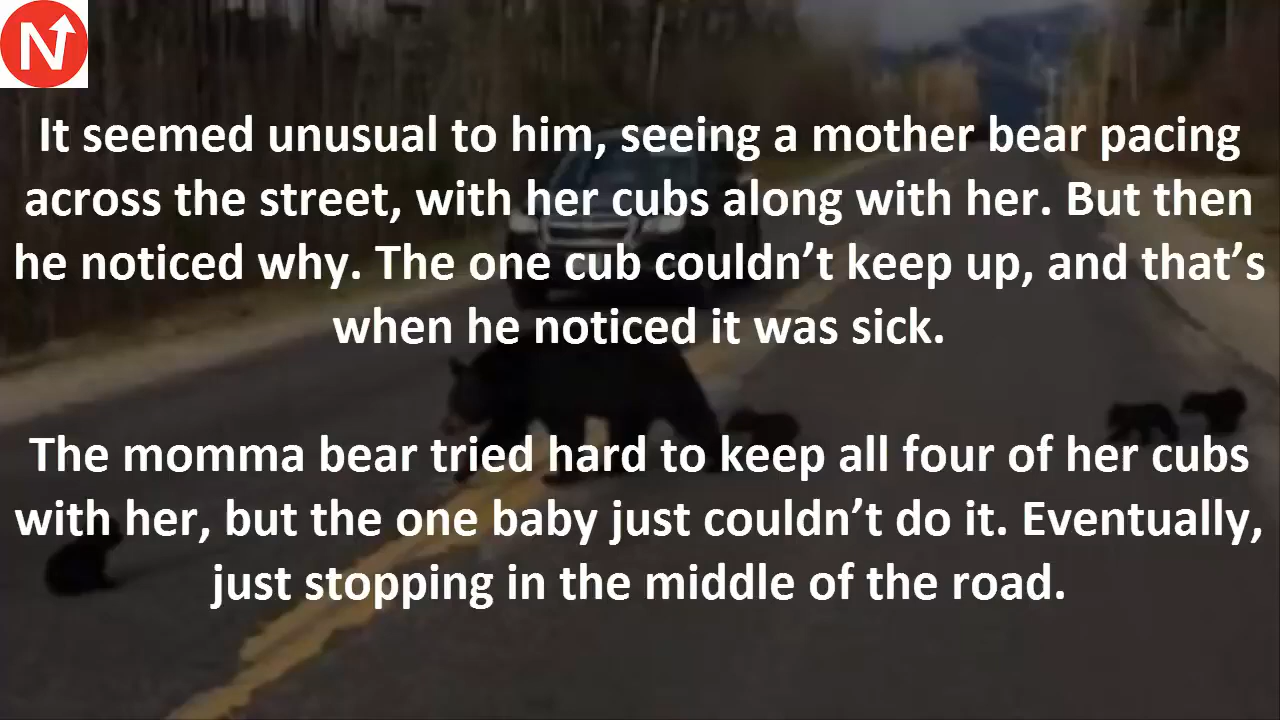 N
It seemed unusual to him, seeing a mother bear pacing
across the street, with her cubs along with her. But then
he noticed why. The one cub couldn’t keep up, and that’s
when he noticed it was sick.
The momma bear tried hard to keep all four of her cubs
with her, but the one baby just couldn’t do it. Eventually,
just stopping in the middle of the road.